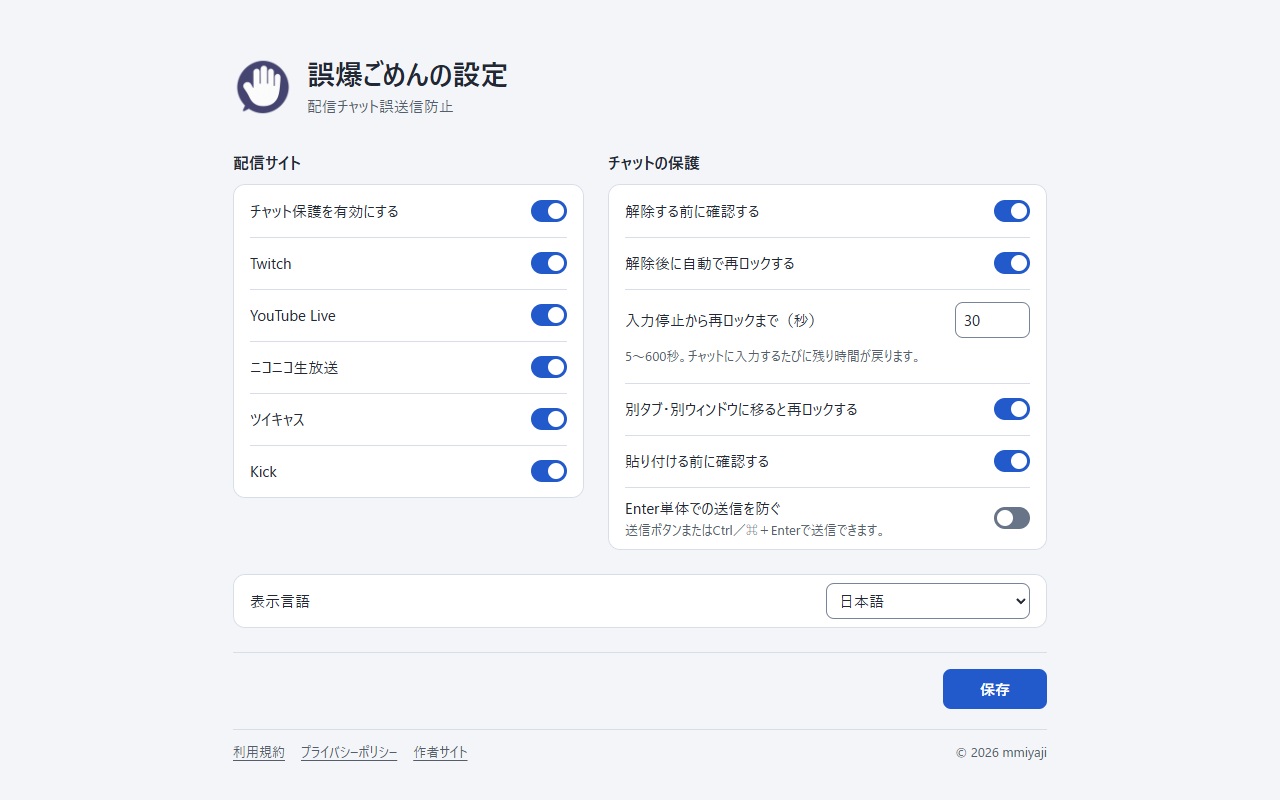 誤爆ごめんの設定
配信チャット誤送信防止
配信サイト
チャット保護を有効にする
Twitch
YouTube Live
ニコニコ生放送
ツイキャス
Kick
チャットの保護
解除する前に確認する
解除後に自動で再ロックする
入力停止から再ロックまで（秒）
30
5～600秒。チャットに入力するたびに残り時間が戻ります。
別タブ・別ウィンドウに移ると再ロックする
貼り付ける前に確認する
Enter単体での送信を防ぐ
送信ボタンまたはCtrl／⌘＋Enterで送信できます。
表示言語
日本語
保存
利用規約 プライバシーポリシー 作者サイト
© 2026 mmiyaji